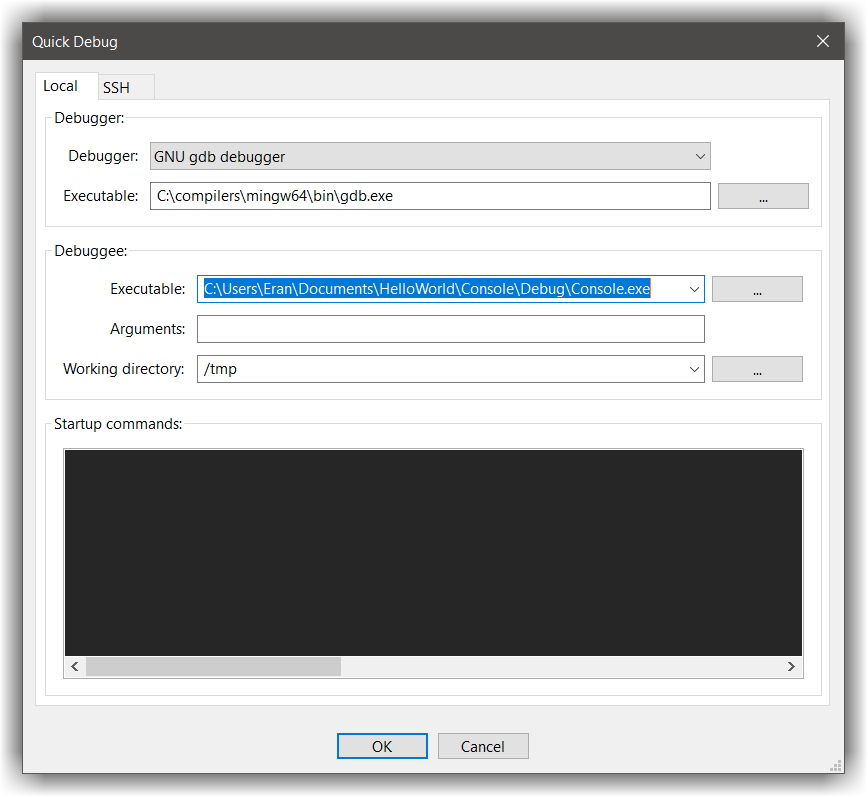 Quick Debug
Local SSH
Debugger:
Debugger: GNU gdb debugger
Executable: C:\compilers\mingw64\bin\gdb.exe ...
Debuggee:
Executable: C:\Users\Eran\Documents\HelloWorld\Console\Debug\Console.exe ...
Arguments:
Working directory: /tmp ...
Startup commands:
OK Cancel